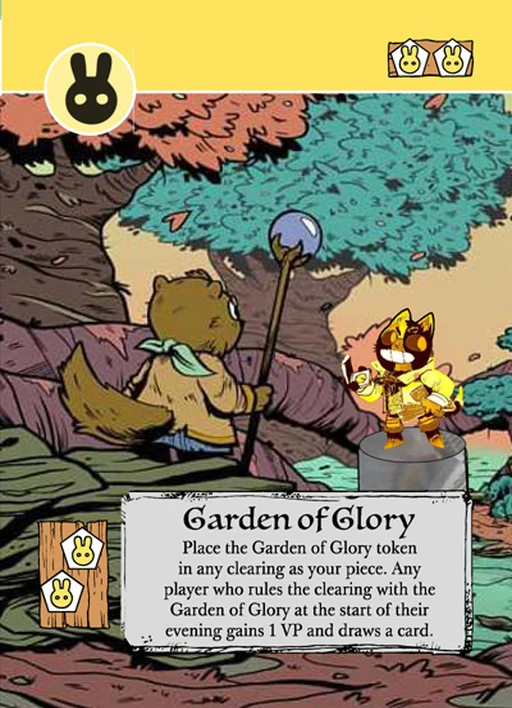 Garden of Glory
Place the Garden of Glory token
in any clearing as your piece. Any
player who rules the clearing with the
Garden of Glory at the start of their
evening gains 1 VP and draws a card.